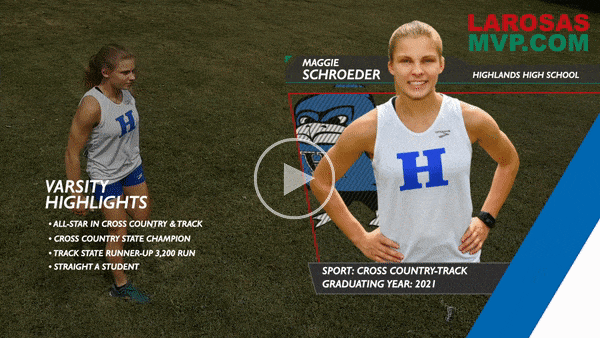 LAROSAS
MVP.COM
MAGGIE
SCHROEDER
HIGHLANDS HIGH SCHOOL
H
H
VARSITY
HIGHLIGHTS
• ALL-STAR IN CROSS COUNTRY & TRACK
• CROSS COUNTRY STATE CHAMPION
• TRACK STATE RUNNER-UP 3,200 RUN
• STRAIGHT A STUDENT
SPORT: CROSS COUNTRY-TRACK
GRADUATING YEAR: 2021